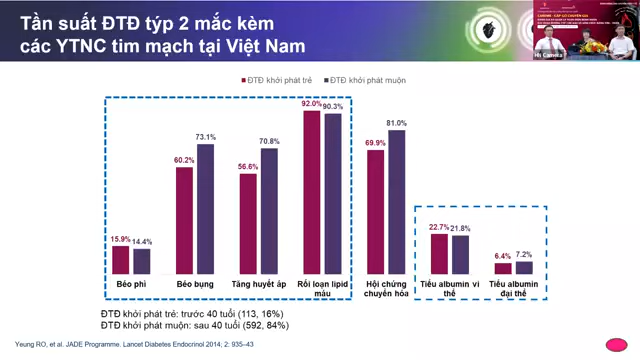 Tần suất ĐTĐ týp 2 mắc kèm
các YTNC tim mạch tại Việt Nam
Hs Camera
ĐTĐ khởi phát trẻ
ĐTĐ khởi phát muộn
15.9%
14.4%
60.2%
73.1%
56.6%
70.8%
92.0%
90.3%
69.9%
81.0%
22.7%
21.8%
6.4%
7.2%
Béo phì
Béo bụng
Tăng huyết áp
Rối loạn lipid
máu
Hội chứng
chuyển hóa
Tiểu albumin vi
thể
Tiểu albumin
đại thể
ĐTĐ khởi phát trẻ: trước 40 tuổi (113, 16%)
ĐTĐ khởi phát muộn: sau 40 tuổi (592, 84%)
Yeung RO, et al. JADE Programme. Lancet Diabetes Endocrinol 2014; 2: 935–43